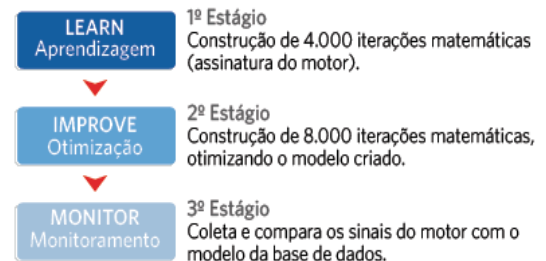 LEARN
Aprendizagem
1º Estágio
Construção de 4.000 iterações matemáticas
(assinatura do motor).
IMPROVE
Otimização
2º Estágio
Construção de 8.000 iterações matemáticas,
otimizando o modelo criado.
MONITOR
Monitoramento
3º Estágio
Coleta e compara os sinais do motor com o
modelo da base de dados.